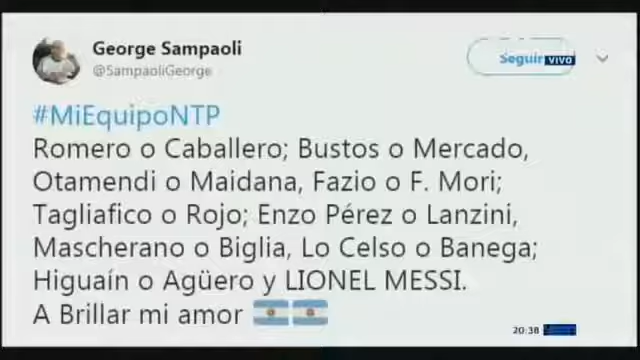 George Sampaoli
@SampaoliGeorge
Seguir
VIVO
#MiEquipoNTP
Romero o Caballero; Bustos o Mercado,
Otamendi o Maidana, Fazio o F. Mori;
Tagliafico o Rojo; Enzo Pérez o Lanzini,
Mascherano o Biglia, Lo Celso o Banega;
Higuaín o Agüero y LIONEL MESSI.
A Brillar mi amor
20:38